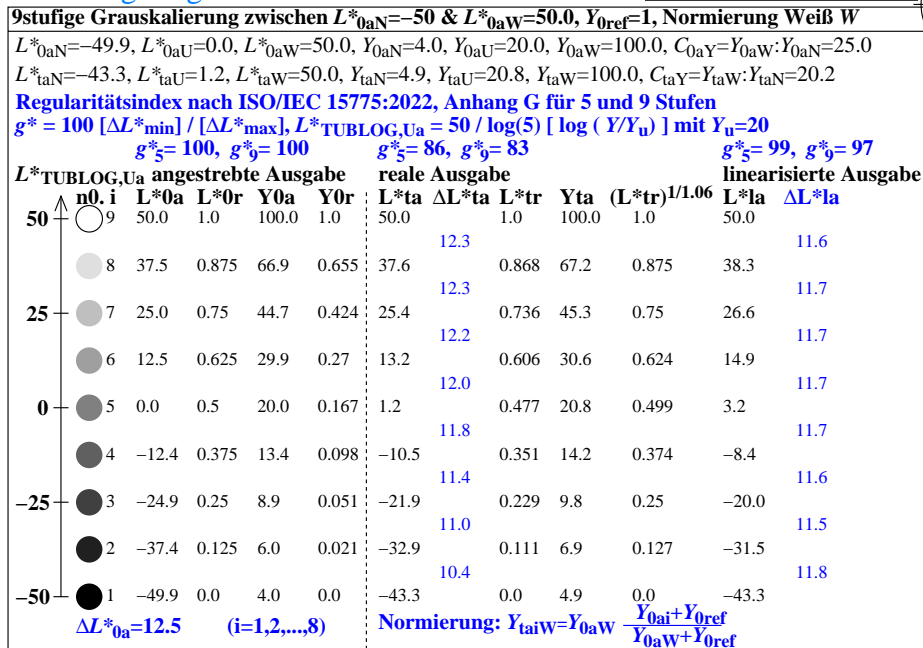 9stufige Grauskalierung zwischen L*0aN=−50 & L*0aW=50.0, Y0ref=1, Normierung Weiß W
L*0aN=−49.9, L*0aU=0.0, L*0aW=50.0, Y0aN=4.0, Y0aU=20.0, Y0aW=100.0, C0aY=Y0aW:Y0aN=25.0
L*taN=−43.3, L*taU=1.2, L*taW=50.0, YtaN=4.9, YtaU=20.8, YtaW=100.0, CtaY=YtaW:YtaN=20.2
Regularitätsindex nach ISO/IEC 15775:2022, Anhang G für 5 und 9 Stufen
g* = 100 [ΔL*min] / [ΔL*max], L*TUBLOG,Ua = 50 / log(5) [ log ( Y/Yu) ] mit Yu=20
g*5= 100, g*9= 100 g*5= 86, g*9= 83 g*5= 99, g*9= 97
L*TUBLOG,Ua angestrebte Ausgabe reale Ausgabe linearisierte Ausgabe
n0. i L*0a L*0r Y0a Y0r L*ta ΔL*ta L*tr Yta (L*tr)1/1.06 L*la ΔL*la
50 9 50.0 1.0 100.0 1.0 50.0 1.0 100.0 1.0 50.0
12.3 11.6
8 37.5 0.875 66.9 0.655 37.6 0.868 67.2 0.875 38.3
12.3 11.7
25 7 25.0 0.75 44.7 0.424 25.4 0.736 45.3 0.75 26.6
12.2 11.7
6 12.5 0.625 29.9 0.27 13.2 0.606 30.6 0.624 14.9
12.0 11.7
0 5 0.0 0.5 20.0 0.167 1.2 0.477 20.8 0.499 3.2
11.8 11.7
4 −12.4 0.375 13.4 0.098 −10.5 0.351 14.2 0.374 −8.4
11.4 11.6
−25 3 −24.9 0.25 8.9 0.051 −21.9 0.229 9.8 0.25 −20.0
11.0 11.5
2 −37.4 0.125 6.0 0.021 −32.9 0.111 6.9 0.127 −31.5
10.4 11.8
−50 1 −49.9 0.0 4.0 0.0 −43.3 0.0 4.9 0.0 −43.3
ΔL*0a=12.5 (i=1,2,...,8) Normierung: YtaiW=Y0aW Y0ai+Y0ref
Y0aW+Y0ref